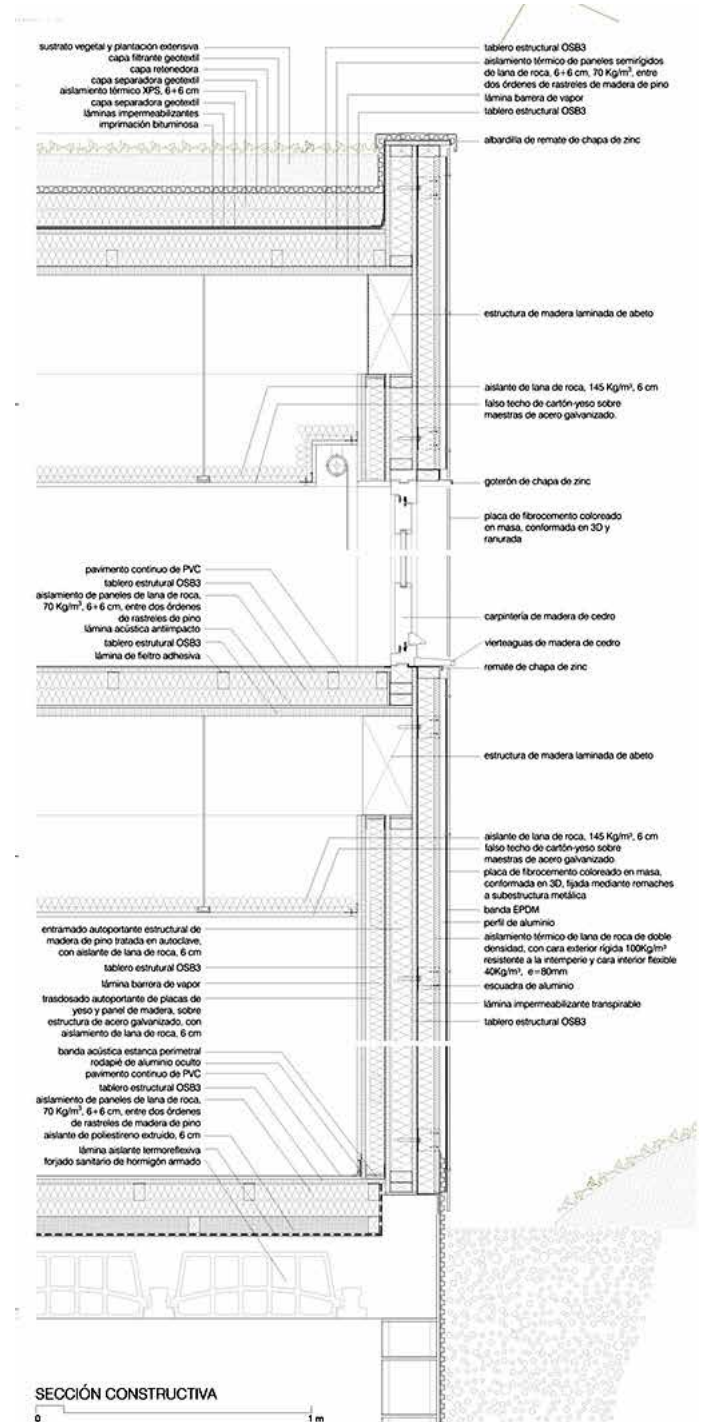 sustrato vegetal y plantación extensiva
capa filtrante geotextil
capa retenedora
capa separadora geotextil
aislamiento térmico XPS, 6+6 cm
capa separadora geotextil
láminas impermeabilizantes
imprimación bituminosa
tablero estructural OSB3
aislamiento térmico de paneles semirígidos
de lana de roca, 6+6 cm, 70 Kg/m³, entre
dos órdenes de rastreles de madera de pino
lámina barrera de vapor
tablero estructural OSB3
albardilla de remate de chapa de zinc
estructura de madera laminada de abeto
aislante de lana de roca, 145 Kg/m³, 6 cm
falso techo de cartón-yeso sobre
maestras de acero galvanizado.
goterón de chapa de zinc
placa de fibrocemento coloreado
en masa, conformada en 3D y
ranurada
pavimento continuo de PVC
tablero estrutural OSB3
aislamiento de paneles de lana de roca,
70 Kg/m³, 6+6 cm, entre dos órdenes
de rastreles de pino
lámina acústica antiimpacto
tablero estrutural OSB3
lámina de fieltro adhesiva
carpintería de madera de cedro
vierteaguas de madera de cedro
remate de chapa de zinc
estructura de madera laminada de abeto
aislante de lana de roca, 145 Kg/m³, 6 cm
falso techo de cartón-yeso sobre
maestras de acero galvanizado
placa de fibrocemento coloreado en masa,
conformada en 3D, fijada mediante remaches
a subestructura metálica
banda EPDM
perfil de aluminio
aislamiento térmico de lana de roca de doble
densidad, con cara exterior rígida 100Kg/m³
resistente a la intemperie y cara interior flexible
40Kg/m³, e=80mm
escuadra de aluminio
lámina impermeabilizante transpirable
tablero estructural OSB3
entramado autoportante estructural de
madera de pino tratada en autoclave,
con aislante de lana de roca, 6 cm
tablero estrutural OSB3
lámina barrera de vapor
trasdosado autoportante de placas de
yeso y panel de madera, sobre
estructura de acero galvanizado, con
aislamiento de lana de roca, 6 cm
banda acústica estanca perimetral
rodapié de aluminio oculto
pavimento continuo de PVC
tablero estructural OSB3
aislamiento de paneles de lana de roca,
70 Kg/m³, 6+6 cm, entre dos órdenes
de rastreles de madera de pino
aislante de poliestireno extruido, 6 cm
lámina aislante termoreflexiva
forjado sanitario de hormigón armado
SECCIÓN CONSTRUCTIVA
0 1 m